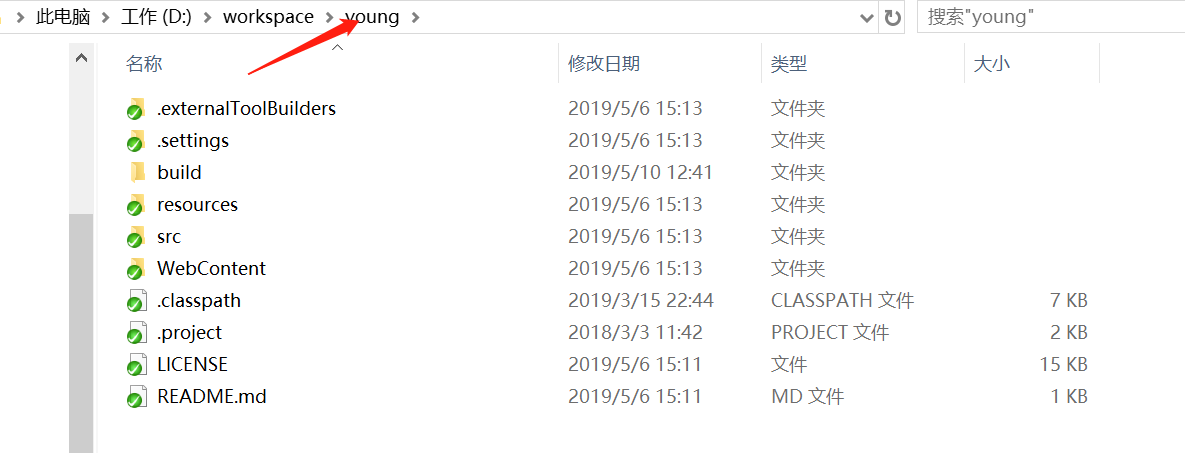 此电脑 工作 (D:) workspace young 搜索"young"
名称 修改日期 类型 大小
.externalToolBuilders 2019/5/6 15:13 文件夹
.settings 2019/5/6 15:13 文件夹
build 2019/5/10 12:41 文件夹
resources 2019/5/6 15:13 文件夹
src 2019/5/6 15:13 文件夹
WebContent 2019/5/6 15:13 文件夹
.classpath 2019/3/15 22:44 CLASSPATH 文件 7 KB
.project 2018/3/3 11:42 PROJECT 文件 2 KB
LICENSE 2019/5/6 15:11 文件 15 KB
README.md 2019/5/6 15:11 MD 文件 1 KB